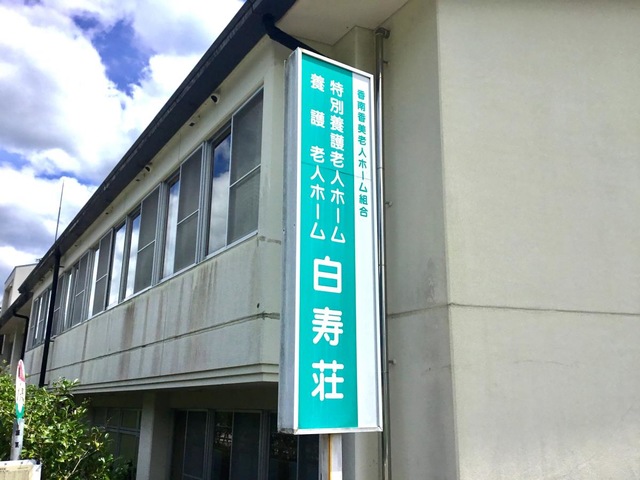 香南香美老人ホーム組合
特別養護老人ホーム
養護 老人ホーム
白寿荘